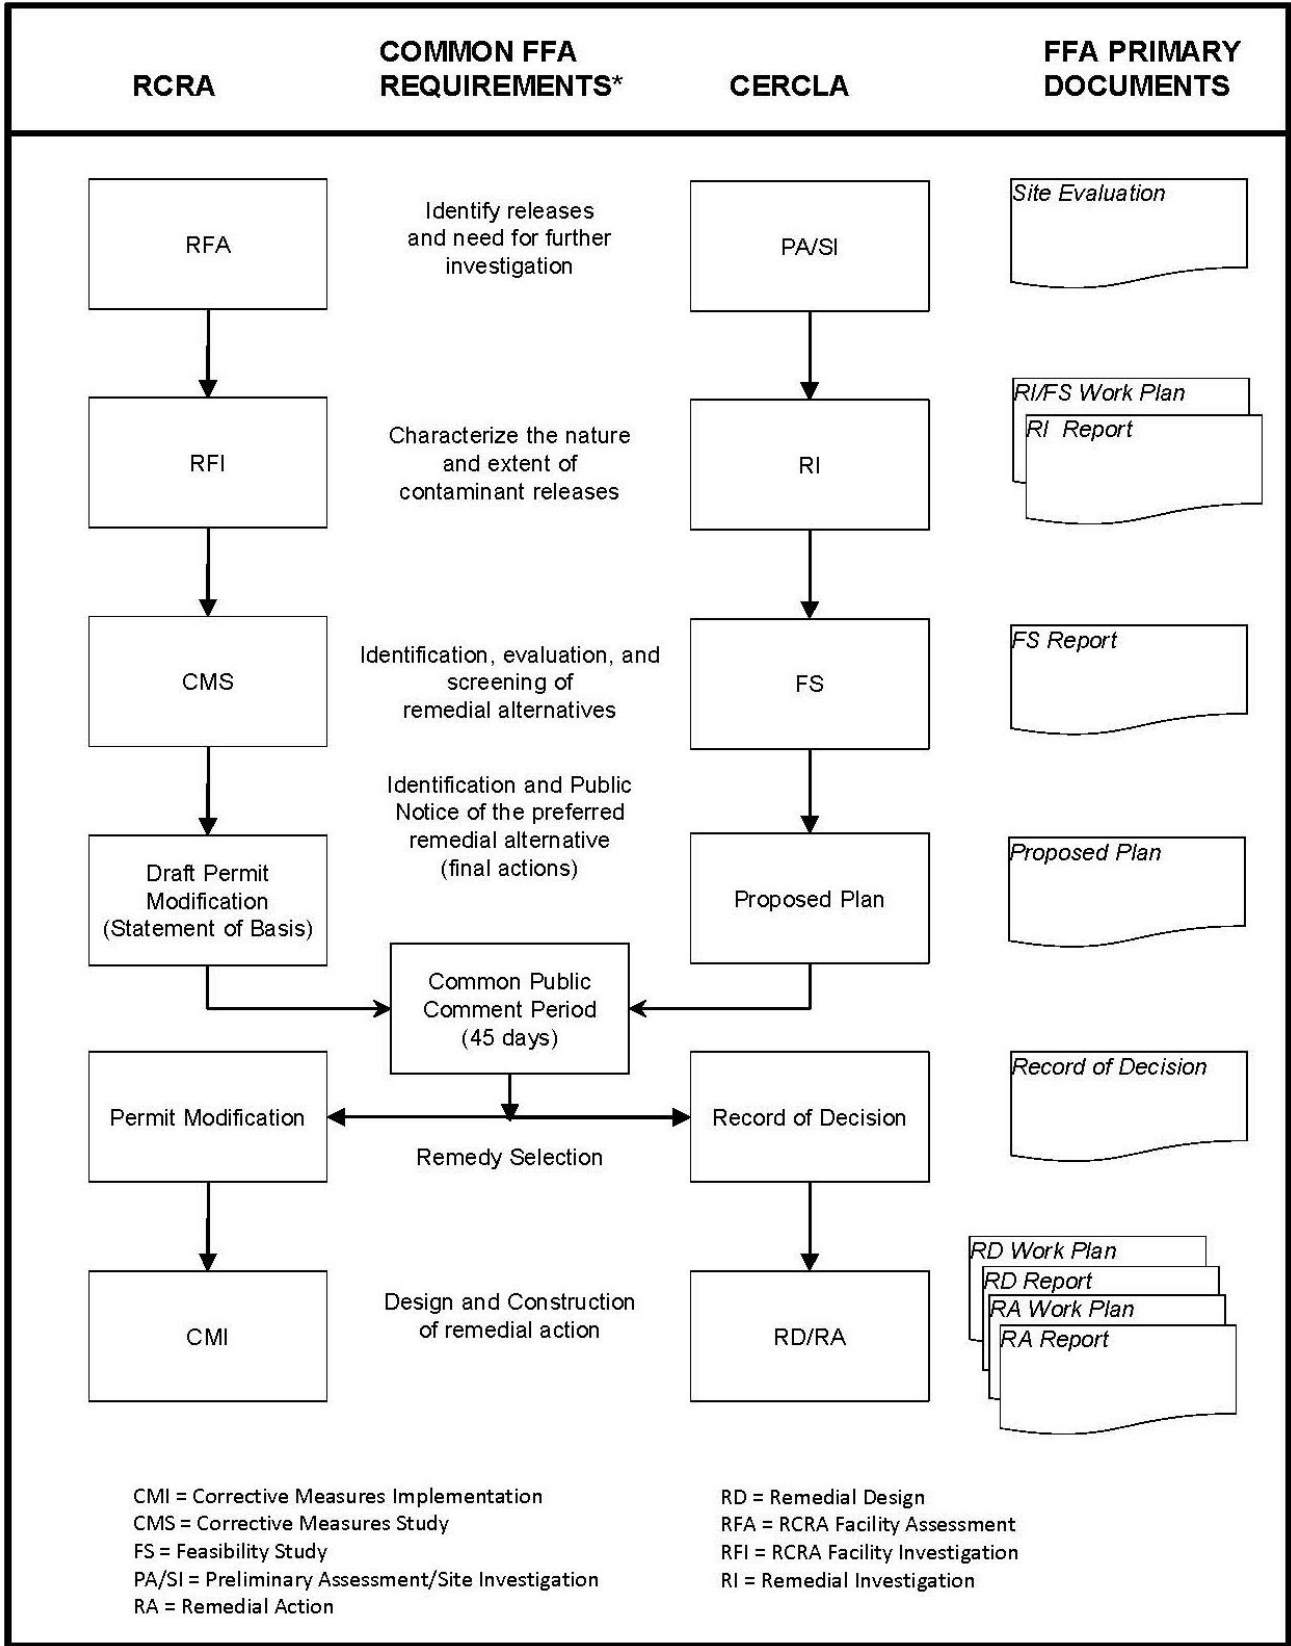 RCRA
COMMON FFA
REQUIREMENTS*
CERCLA
FFA PRIMARY
DOCUMENTS
RFA
Identify releases
and need for further
investigation
PA/SI
Site Evaluation
RFI
Characterize the nature
and extent of
contaminant releases
RI
RI/FS Work Plan
RI Report
CMS
Identification, evaluation, and
screening of
remedial alternatives
FS
FS Report
Identification and Public
Notice of the preferred
remedial alternative
(final actions)
Draft Permit
Modification
(Statement of Basis)
Proposed Plan
Proposed Plan
Common Public
Comment Period
(45 days)
Permit Modification
Remedy Selection
Record of Decision
Record of Decision
CMI
Design and Construction
of remedial action
RD/RA
RD Work Plan
RD Report
RA Work Plan
RA Report
CMI = Corrective Measures Implementation
CMS = Corrective Measures Study
FS = Feasibility Study
PA/SI = Preliminary Assessment/Site Investigation
RA = Remedial Action
RD = Remedial Design
RFA = RCRA Facility Assessment
RFI = RCRA Facility Investigation
RI = Remedial Investigation